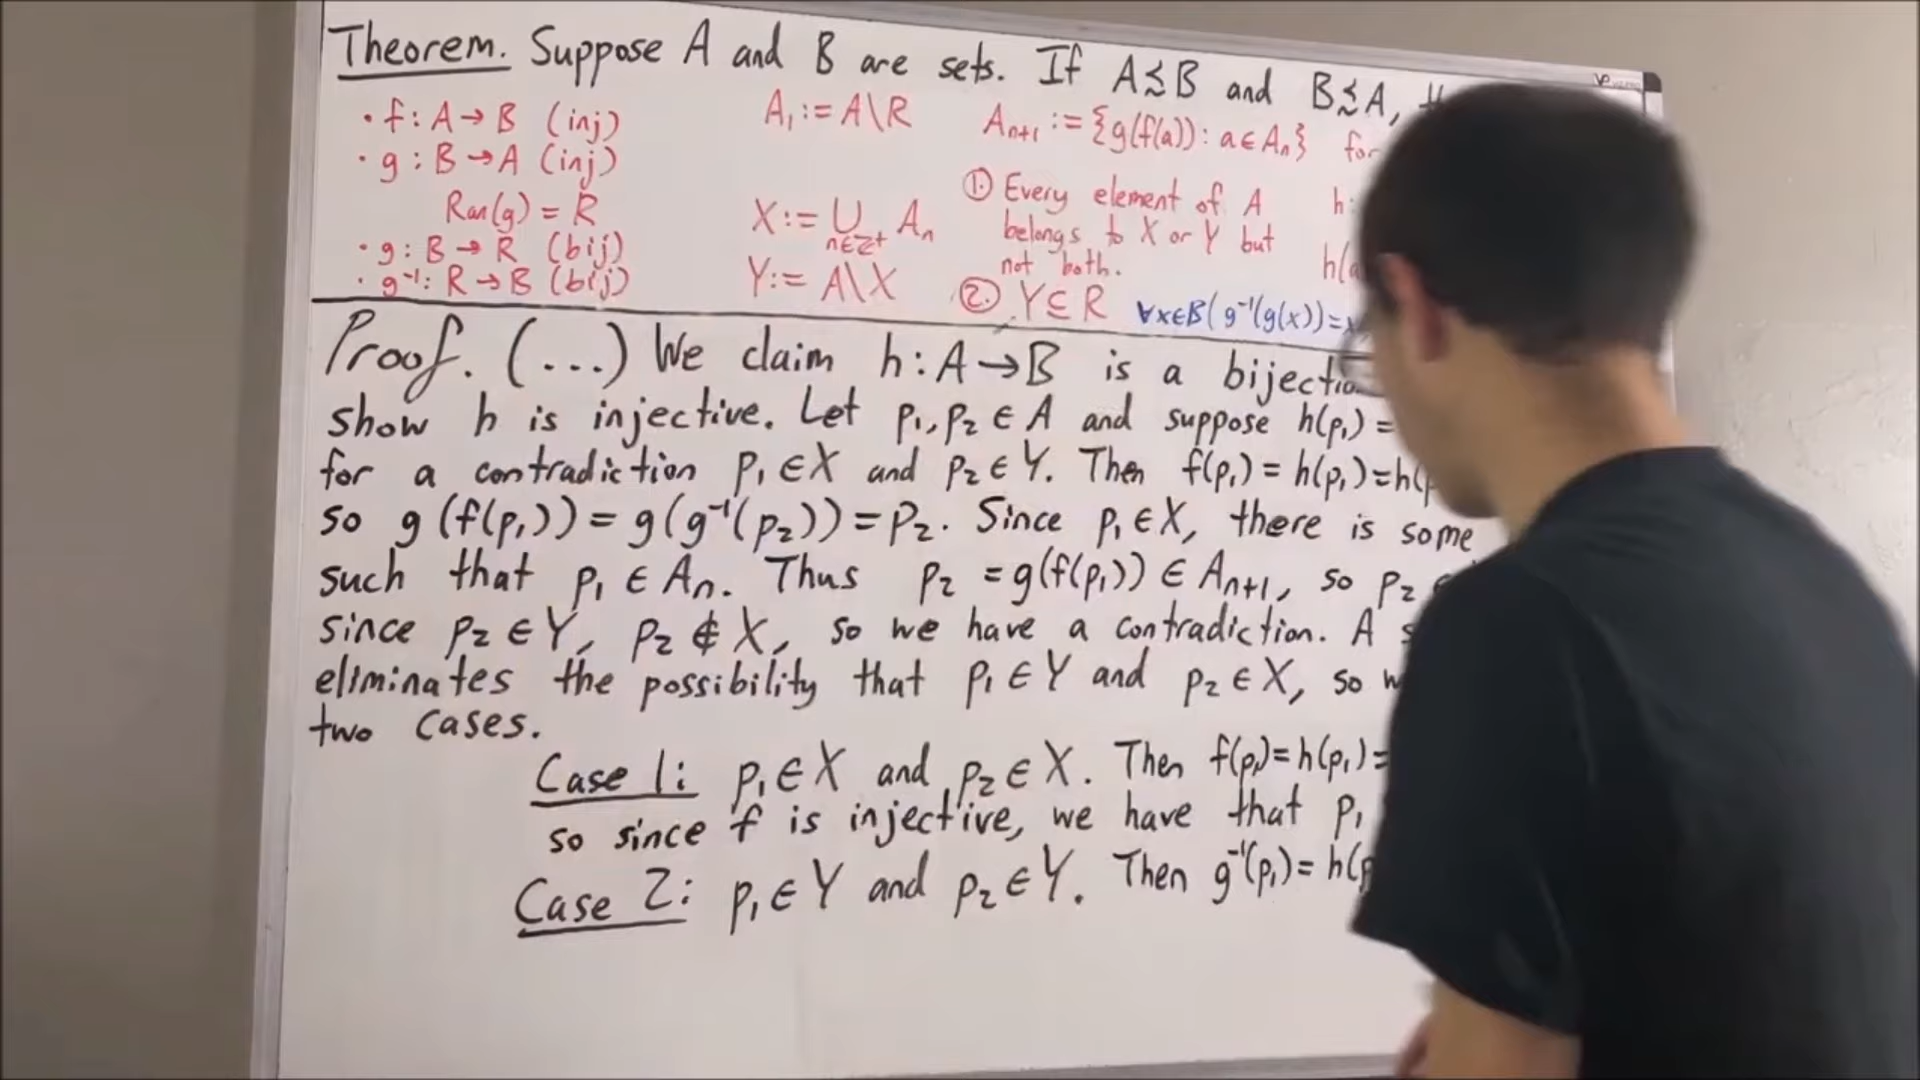 Theorem. Suppose A and B are sets. If A≲B and B≲A,
• f: A→B (inj)
• g: B→A (inj)
Ran(g) = R
• g: B→R (bij)
• g⁻¹: R→B (bij)
A₁ := A\R
X := ⋃ₙ∈ℤ⁺ Aₙ
Y := A\X
Aₙ₊₁ := {g(f(a)): a∈Aₙ} for
① Every element of A
belongs to X or Y but
not both.
② Y⊆R
∀x∈B(g⁻¹(g(x))=x
h:
h(a
Proof. (...) We claim h: A→B is a
show h is injective. Let p₁,p₂ ∈ A and suppose h(p₁) =
for a contradiction p₁∈X and p₂∈Y. Then f(p₁) = h(p₁)=h(p
so g(f(p₁)) = g(g⁻¹(p₂)) = p₂. Since p₁∈X, there is some
such that p₁ ∈ Aₙ. Thus p₂ = g(f(p₁)) ∈ Aₙ₊₁, so p₂
since p₂∈Y, p₂∉X, so we have a contradiction. A
eliminates the possibility that p₁∈Y and p₂∈X, so
two cases.
Case 1: p₁∈X and p₂∈X. Then f(p₁)=h(p₁)=
so since f is injective, we have that p₁
Case 2: p₁∈Y and p₂∈Y. Then g⁻¹(p₁)= h(p